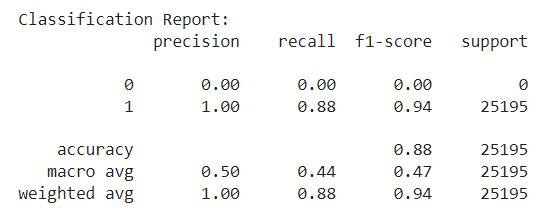 Classification Report:
precision recall f1-score support
0 0.00 0.00 0.00 0
1 1.00 0.88 0.94 25195
accuracy 0.88 25195
macro avg 0.50 0.44 0.47 25195
weighted avg 1.00 0.88 0.94 25195